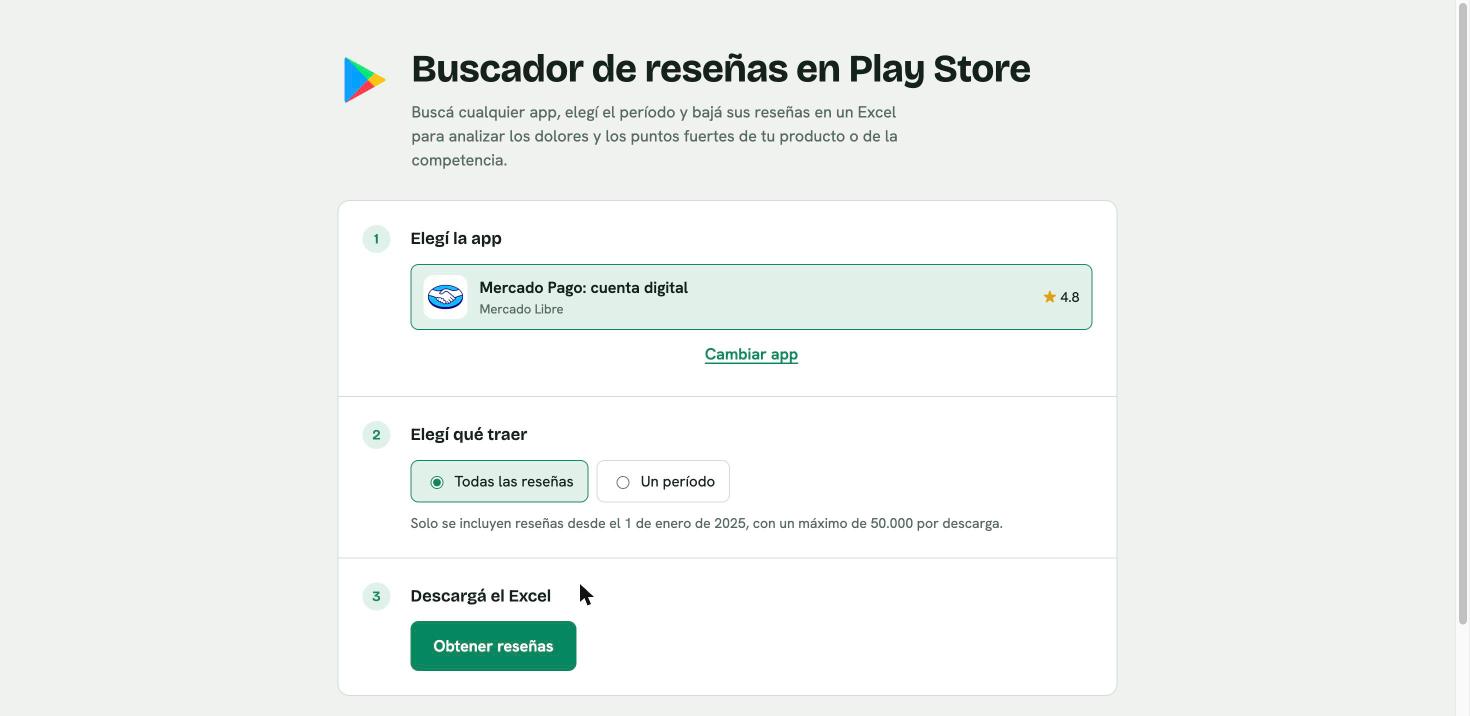 Buscador de reseñas en Play Store
Buscá cualquier app, elegí el período y bajá sus reseñas en un Excel
para analizar los dolores y los puntos fuertes de tu producto o de la
competencia.
1
Elegí la app
Mercado Pago: cuenta digital
Mercado Libre
4.8
Cambiar app
2
Elegí qué traer
Todas las reseñas
Un período
Solo se incluyen reseñas desde el 1 de enero de 2025, con un máximo de 50.000 por descarga.
3
Descargá el Excel
Obtener reseñas